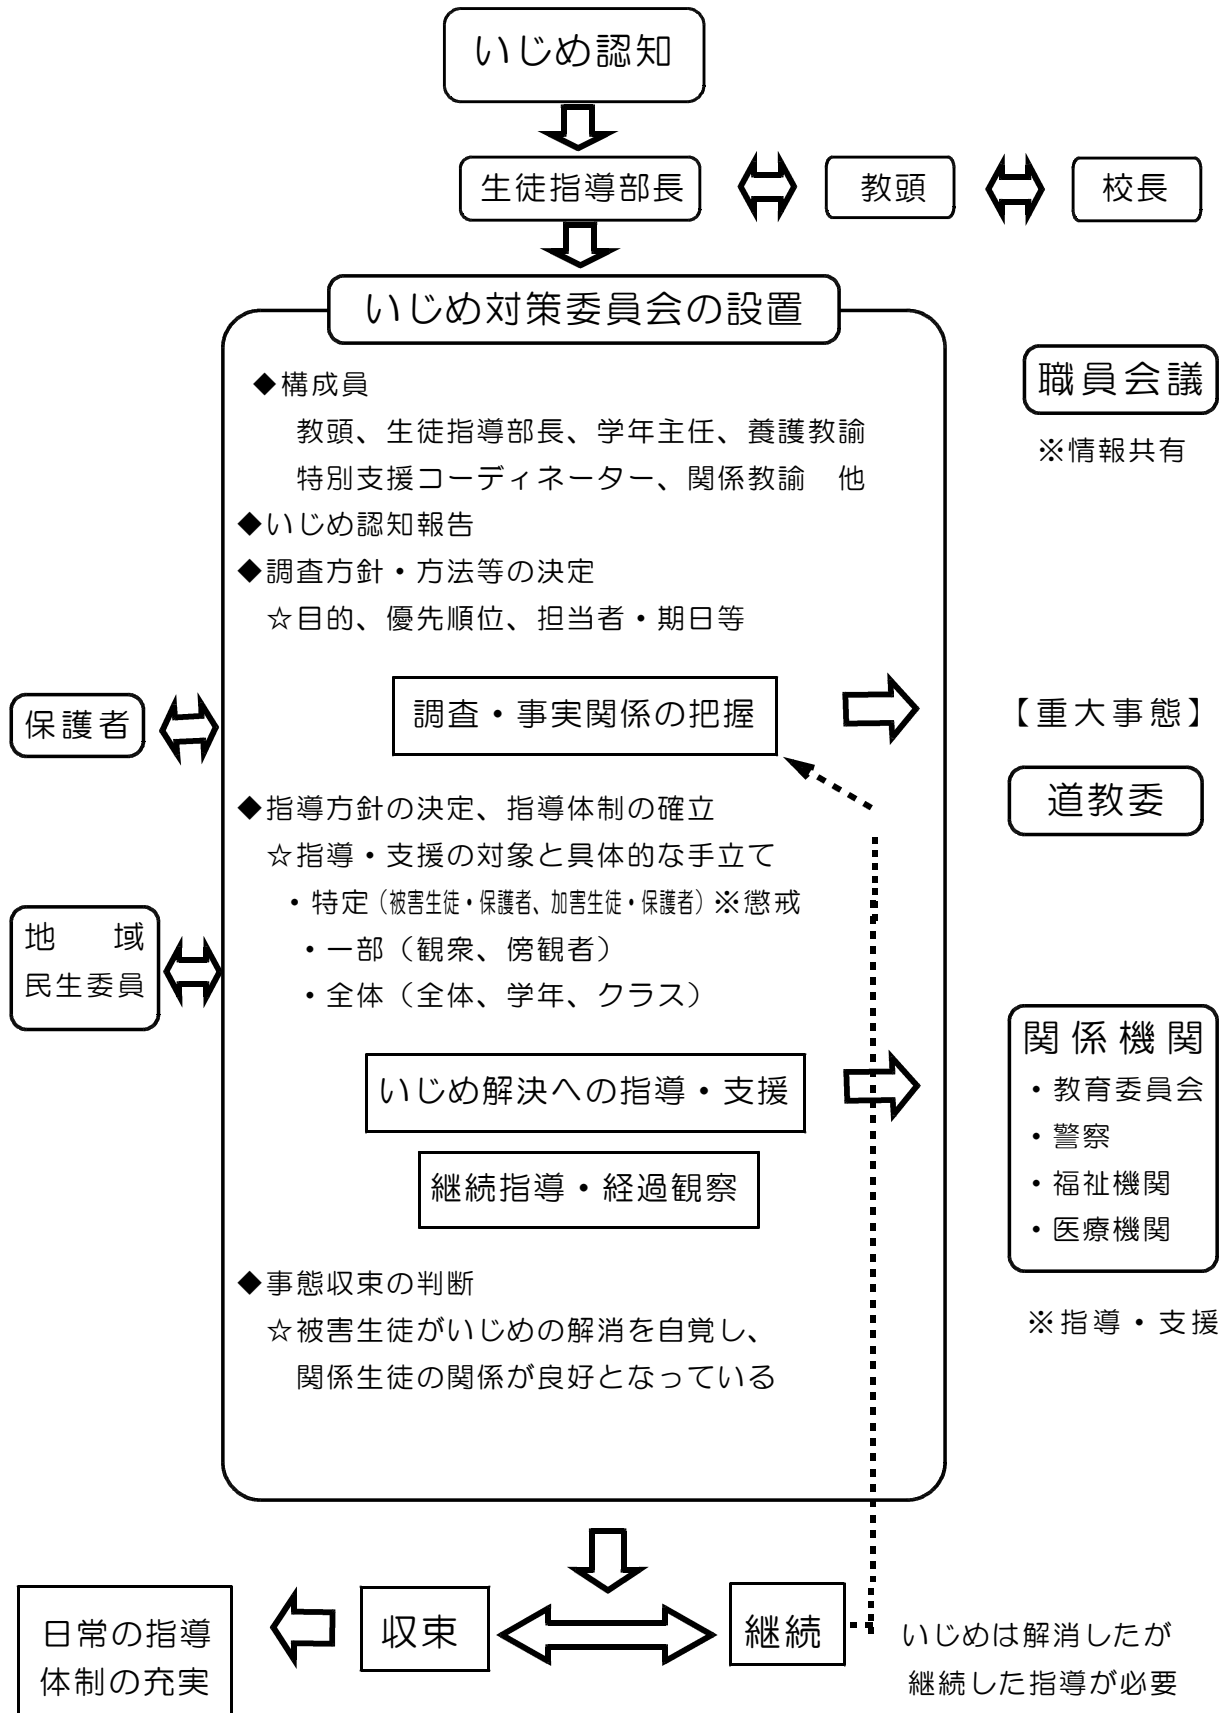 いじめ認知
生徒指導部長
教頭
校長
いじめ対策委員会の設置
◆構成員
教頭、生徒指導部長、学年主任、養護教諭
特別支援コーディネーター、関係教諭　他
◆いじめ認知報告
◆調査方針・方法等の決定
☆目的、優先順位、担当者・期日等
職員会議
※情報共有
調査・事実関係の把握
保護者
【重大事態】
道教委
◆指導方針の決定、指導体制の確立
☆指導・支援の対象と具体的な手立て
・特定（被害生徒・保護者、加害生徒・保護者）※懲戒
・一部（観衆、傍観者）
・全体（全体、学年、クラス）
地　域
民生委員
いじめ解決への指導・支援
継続指導・経過観察
関係機関
・教育委員会
・警察
・福祉機関
・医療機関
※指導・支援
◆事態収束の判断
☆被害生徒がいじめの解消を自覚し、
関係生徒の関係が良好となっている
日常の指導
体制の充実
収束
継続
いじめは解消したが
継続した指導が必要